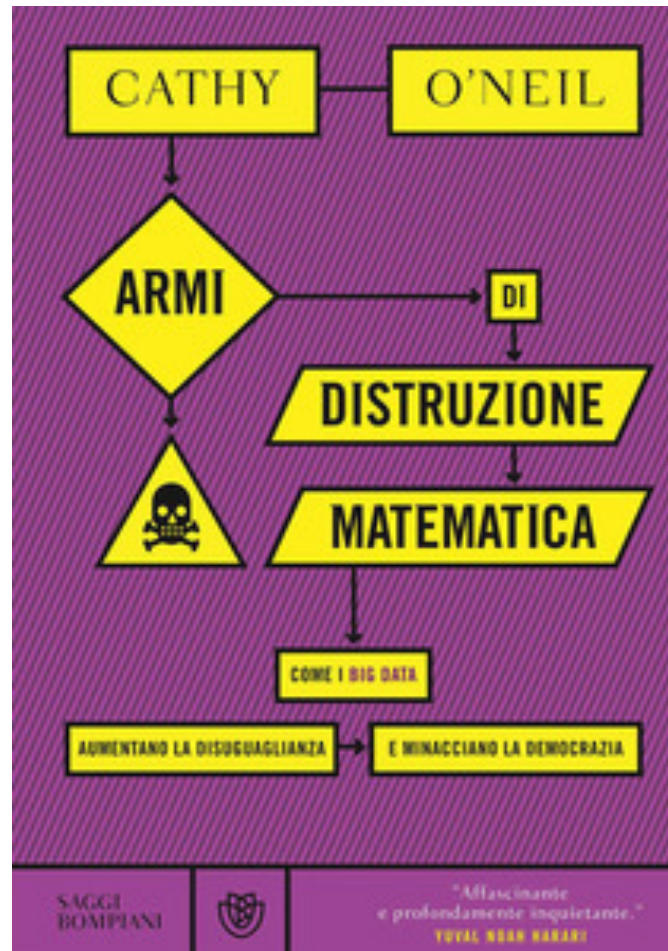 CATHY O'NEIL
ARMI DI
DISTRUZIONE
MATEMATICA
COME I BIG DATA
AUMENTANO LA DISUGUAGLIANZA E MINACCIANO LA DEMOCRAZIA
SAGGI
BOMPIANI
"Affascinante
e profondamente inquietante."
YUVAL NOAH HARARI